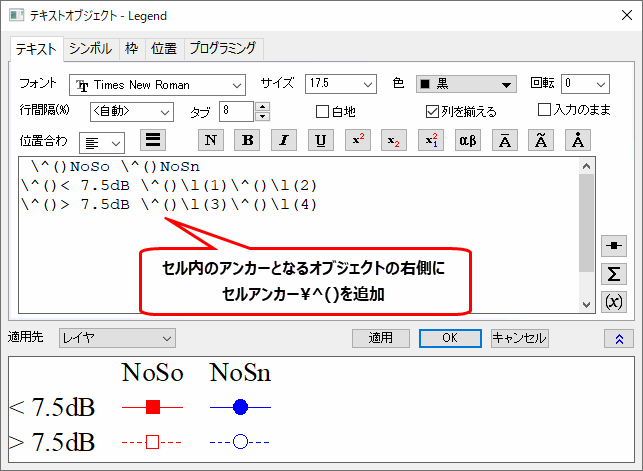 テキストオブジェクト - Legend
テキスト シンボル 枠 位置 プログラミング
フォント Times New Roman サイズ 17.5 色 黒 回転 0
行間隔(%) <自動> タブ 8 白地 列を揃える 入力のまま
位置合わ N B I U x² x₂ x²₁ αβ Ā Ã Å
\^()NoSo \^()NoSn
\^()< 7.5dB \^()\l(1)\^()\l(2)
\^()> 7.5dB \^()\l(3)\^()\l(4)
セル内のアンカーとなるオブジェクトの右側に
セルアンカー¥^()を追加
Σ
(x)
適用先 レイヤ 適用 OK キャンセル
NoSo NoSn
< 7.5dB
> 7.5dB